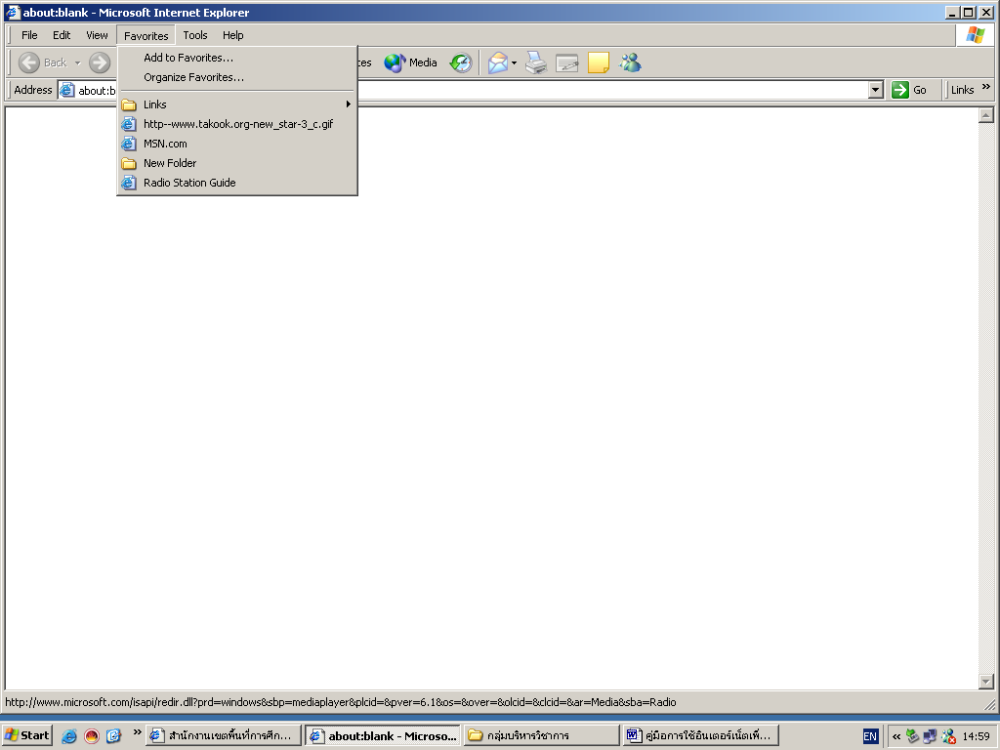 about:blank - Microsoft Internet Explorer
File Edit View Favorites Tools Help
Back Media
Address about:b Go Links »
Add to Favorites...
Organize Favorites...
Links
http--www.takook.org-new_star-3_c.gif
MSN.com
New Folder
Radio Station Guide
http://www.microsoft.com/isapi/redir.dll?prd=windows&sbp=mediaplayer&plcid=&pver=6.1&os=&over=&olcid=&clcid=&ar=Media&sba=Radio
Start » สำนักงานเขตพื้นที่การศึก... about:blank - Microso... กลุ่มบริหารวิชาการ คู่มือการใช้อินเตอร์เน็ตเพื่... EN « 14:59